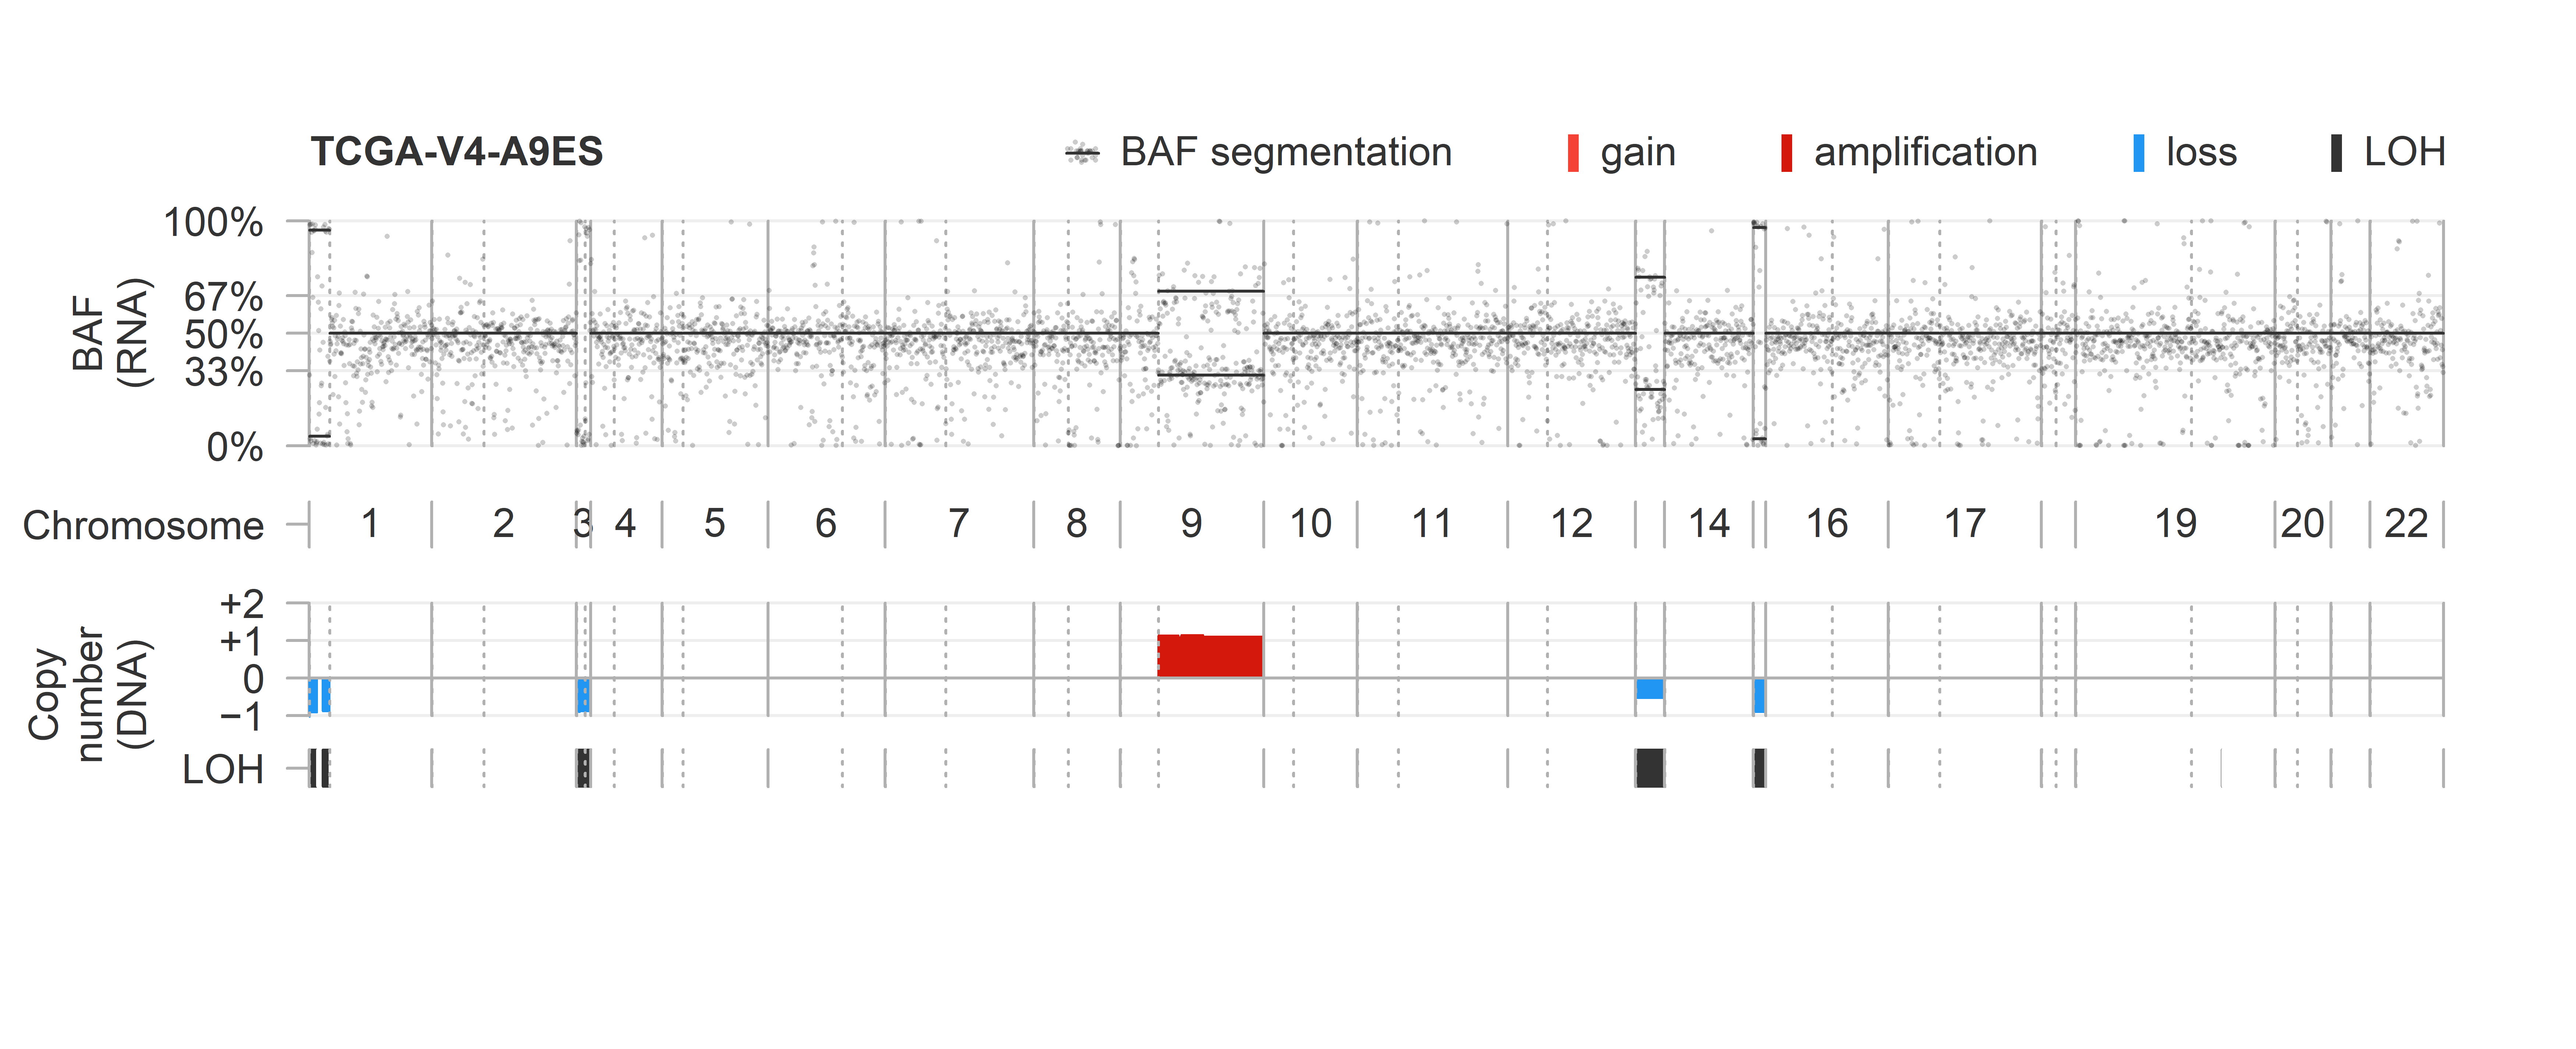 TCGA-V4-A9ES
BAF segmentation gain amplification loss LOH
BAF
(RNA)
100%
67%
50%
33%
0%
Chromosome 1 2 3 4 5 6 7 8 9 10 11 12 14 16 17 19 20 22
Copy
number
(DNA)
+2
+1
0
−1
LOH